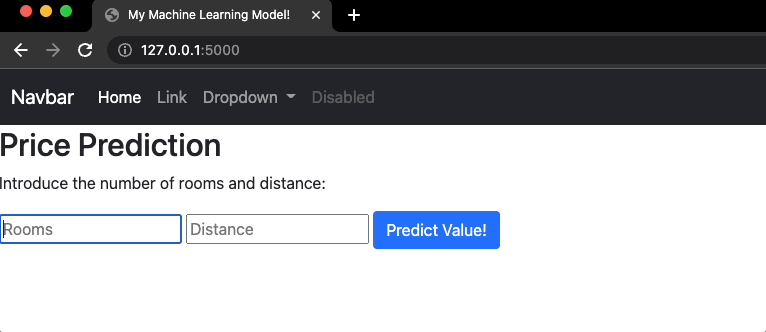 My Machine Learning Model!
127.0.0.1:5000
Navbar Home Link Dropdown Disabled
Price Prediction
Introduce the number of rooms and distance:
Rooms Distance Predict Value!